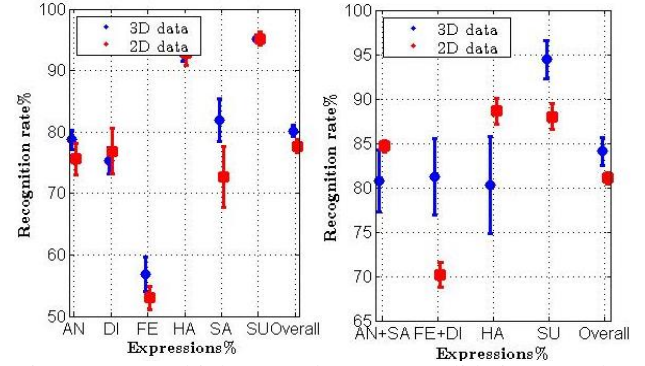 100
90
80
70
60
50
Recognition rate%
3D data
2D data
AN DI FE HA SA SU Overall
Expressions%
100
95
90
85
80
75
70
65
Recognition rate%
3D data
2D data
AN+SA FE+DI HA SU Overall
Expressions%